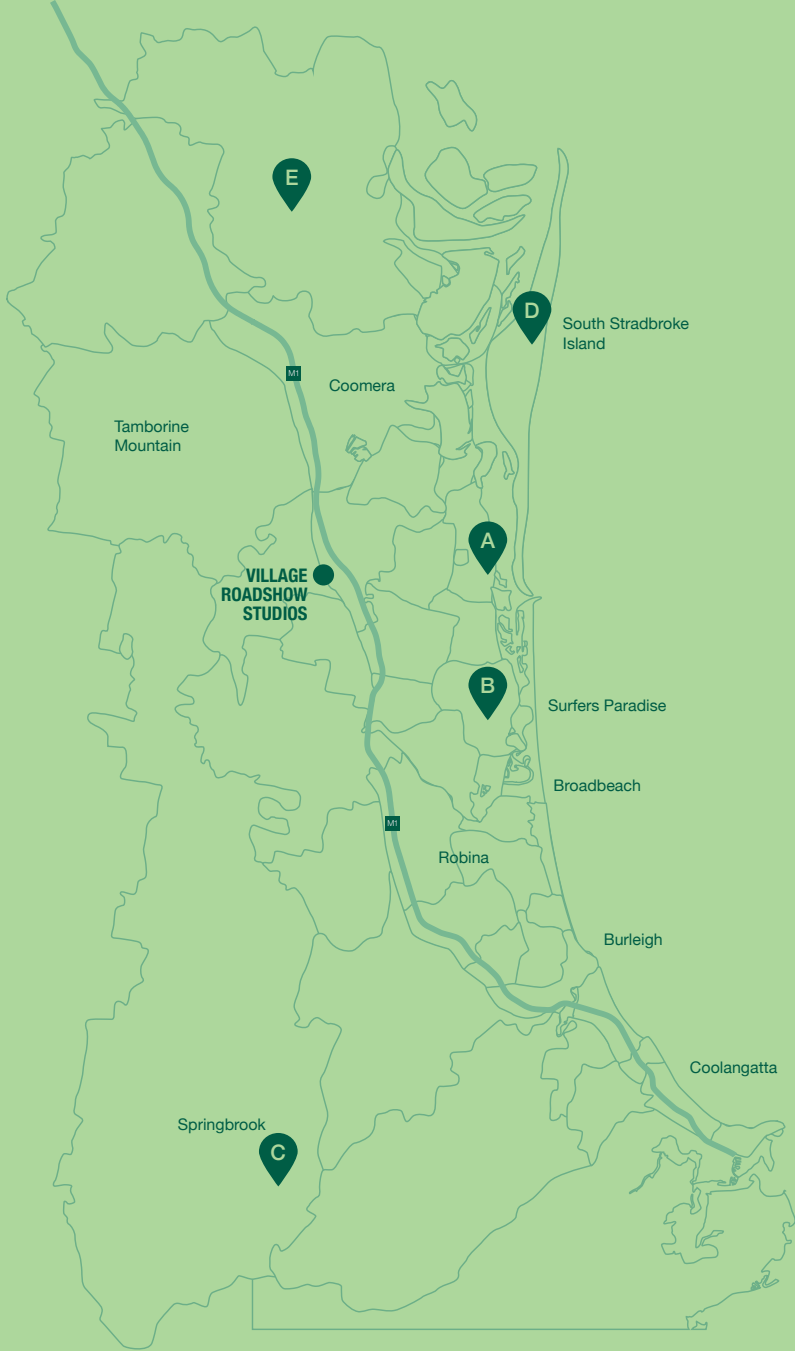 E
D
South Stradbroke
Island
M1
Coomera
Tamborine
Mountain
A
VILLAGE
ROADSHOW
STUDIOS
B
Surfers Paradise
Broadbeach
M1
Robina
Burleigh
Coolangatta
Springbrook
C